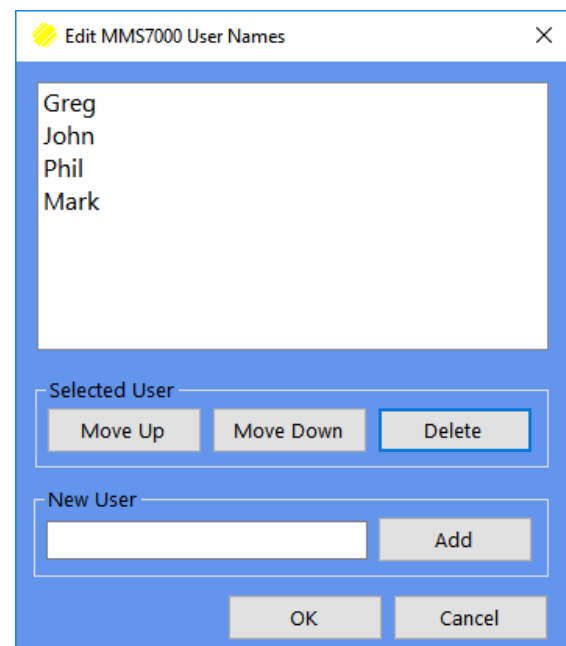 Edit MMS7000 User Names
Greg
John
Phil
Mark
Selected User
Move Up Move Down Delete
New User
Add
OK Cancel